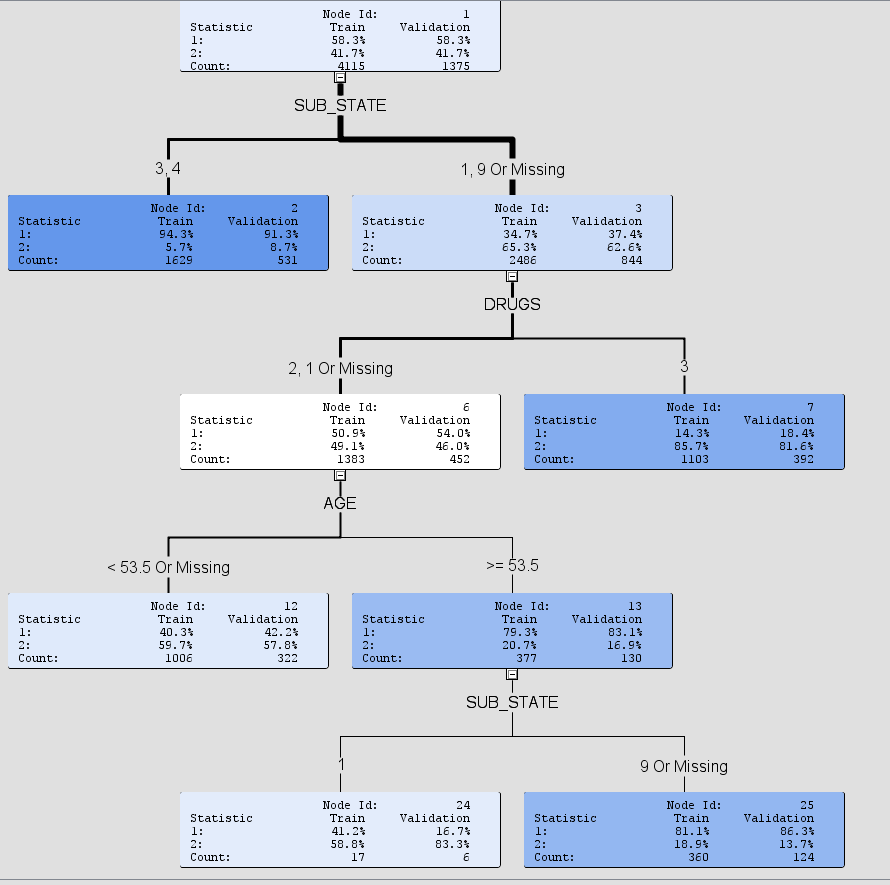 Node Id: 1
Statistic Train Validation
1: 58.3% 58.3%
2: 41.7% 41.7%
Count: 4115 1375
SUB_STATE
3, 4
1, 9 Or Missing
Node Id: 2
Statistic Train Validation
1: 94.3% 91.3%
2: 5.7% 8.7%
Count: 1629 531
Node Id: 3
Statistic Train Validation
1: 34.7% 37.4%
2: 65.3% 62.6%
Count: 2486 844
DRUGS
2, 1 Or Missing
3
Node Id: 6
Statistic Train Validation
1: 50.9% 54.0%
2: 49.1% 46.0%
Count: 1383 452
Node Id: 7
Statistic Train Validation
1: 14.3% 18.4%
2: 85.7% 81.6%
Count: 1103 392
AGE
< 53.5 Or Missing
>= 53.5
Node Id: 12
Statistic Train Validation
1: 40.3% 42.2%
2: 59.7% 57.8%
Count: 1006 322
Node Id: 13
Statistic Train Validation
1: 79.3% 83.1%
2: 20.7% 16.9%
Count: 377 130
SUB_STATE
1
9 Or Missing
Node Id: 24
Statistic Train Validation
1: 41.2% 16.7%
2: 58.8% 83.3%
Count: 17 6
Node Id: 25
Statistic Train Validation
1: 81.1% 86.3%
2: 18.9% 13.7%
Count: 360 124